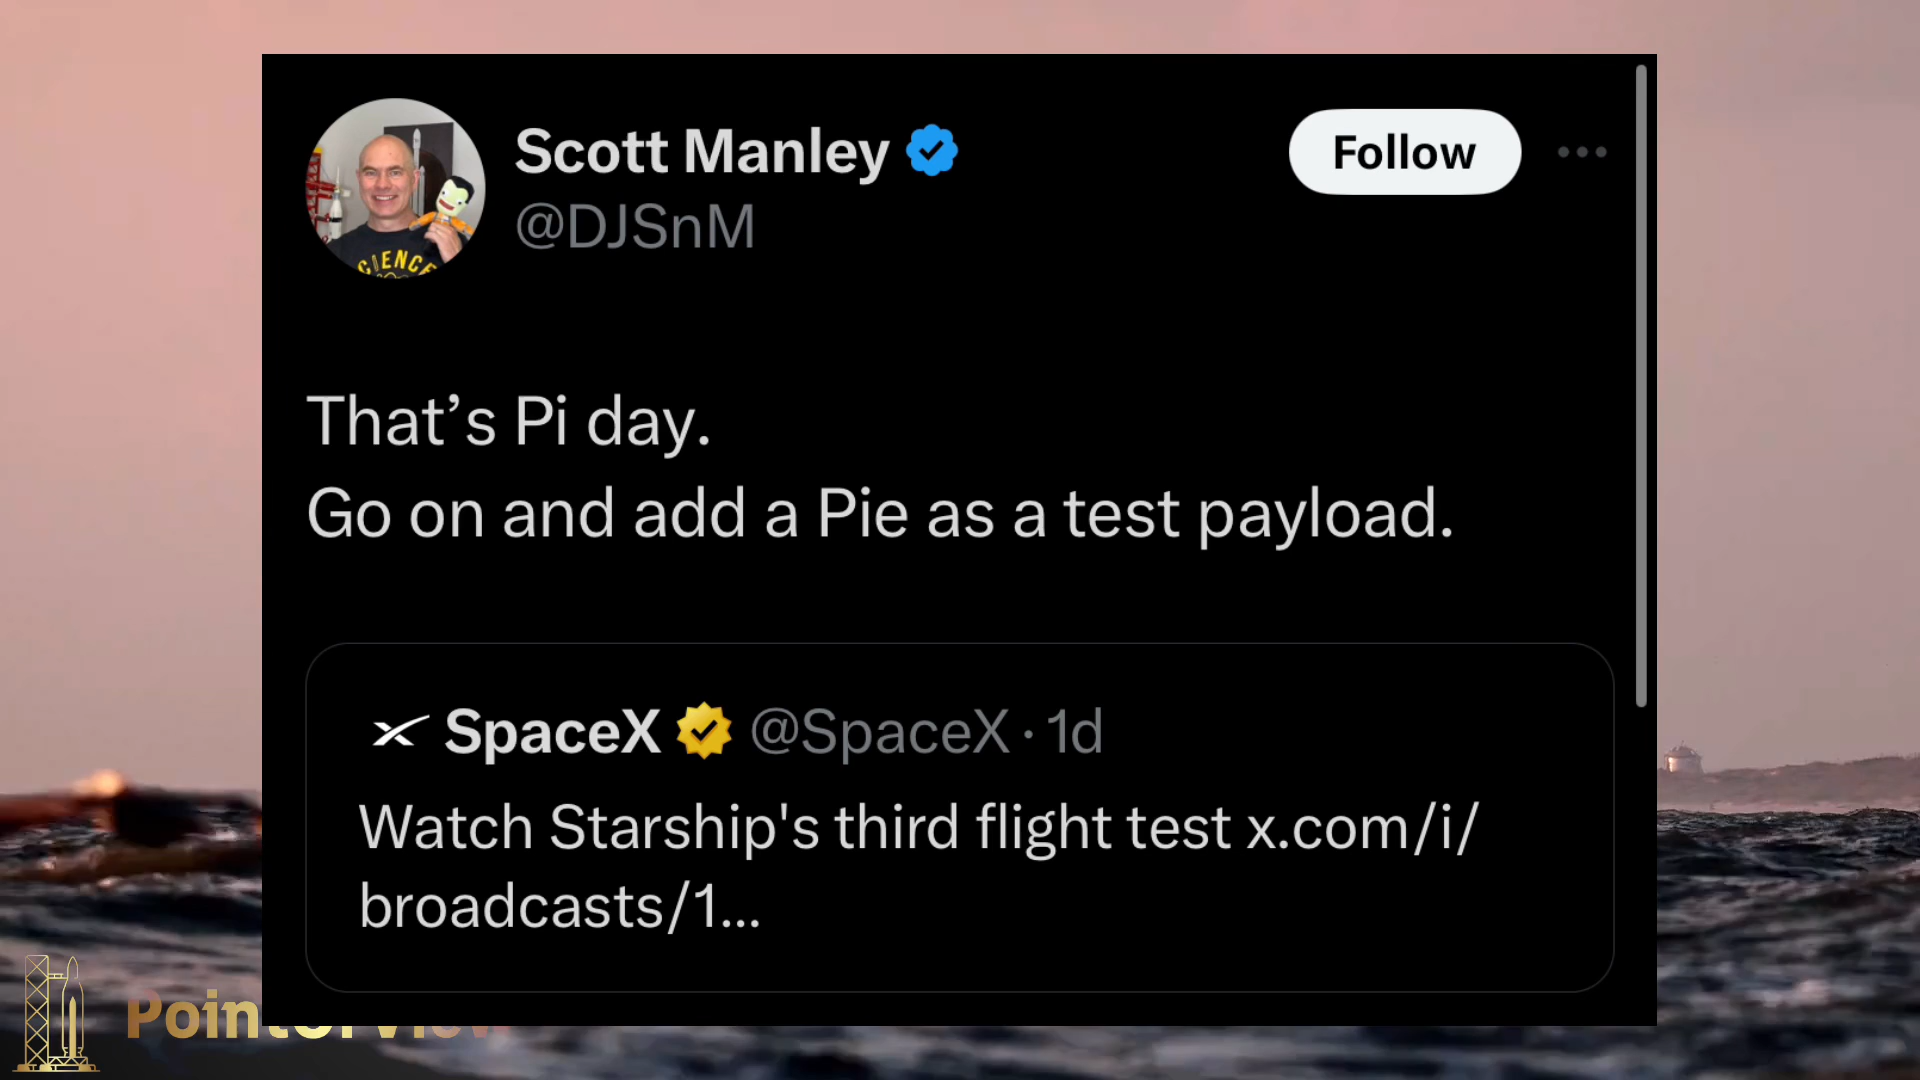 Scott Manley
@DJSnM
Follow
CIENCE
That’s Pi day.
Go on and add a Pie as a test payload.
SpaceX @SpaceX · 1d
Watch Starship's third flight test x.com/i/
broadcasts/1...